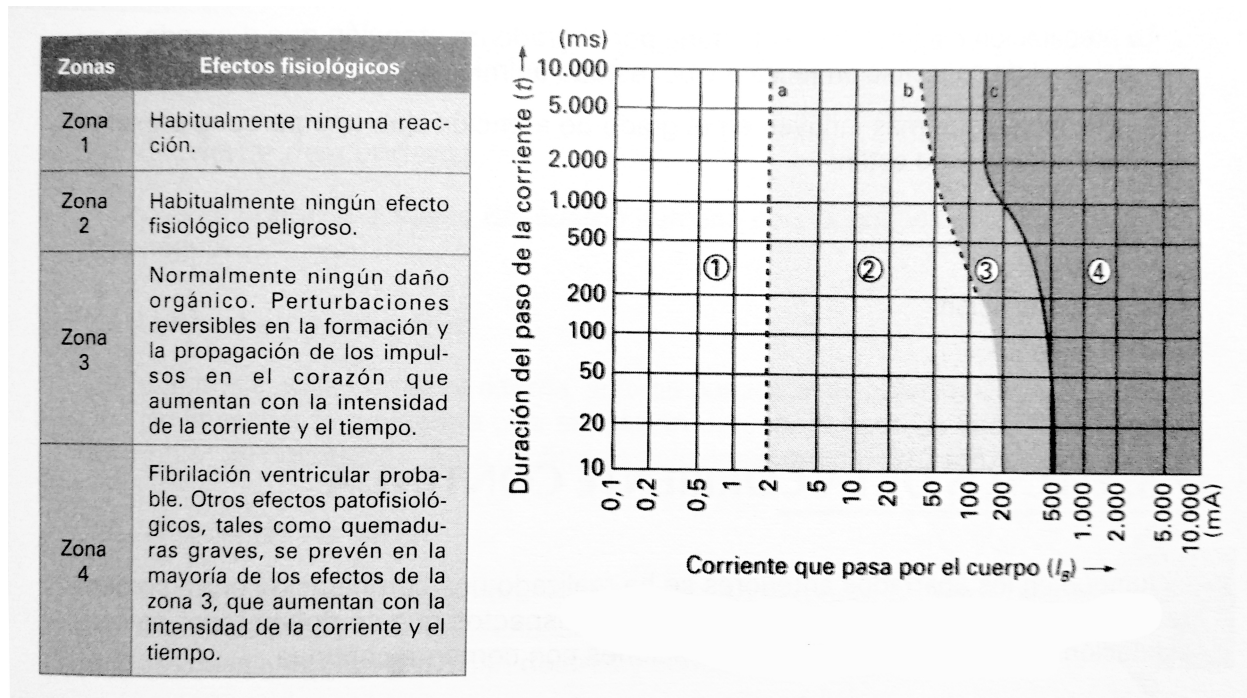 Zonas Efectos fisiológicos
Zona
1
Habitualmente ninguna reac-
ción.
Zona
2
Habitualmente ningún efecto
fisiológico peligroso.
Zona
3
Normalmente ningún daño
orgánico. Perturbaciones
reversibles en la formación y
la propagación de los impul-
sos en el corazón que
aumentan con la intensidad
de la corriente y el tiempo.
Zona
4
Fibrilación ventricular proba-
ble. Otros efectos patofisioló-
gicos, tales como quemadu-
ras graves, se prevén en la
mayoría de los efectos de la
zona 3, que aumentan con la
intensidad de la corriente y el
tiempo.
Duración del paso de la corriente (t) →
(ms)
10.000
5.000
2.000
1.000
500
200
100
50
20
10
a b c
① ② ③ ④
0,1 0,2 0,5 1 2 5 10 20 50 100 200 500 1.000 2.000 5.000 10.000
(mA)
Corriente que pasa por el cuerpo (Is) →